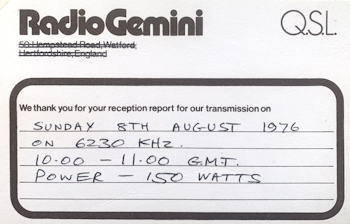 Radio Gemini Q.S.L.
50 Hempstead Road, Watford,
Hertfordshire, England
We thank you for your reception report for our transmission on
SUNDAY 8TH AUGUST 1976
ON 6230 KHZ.
10.00 — 11.00 GMT.
POWER — 150 WATTS